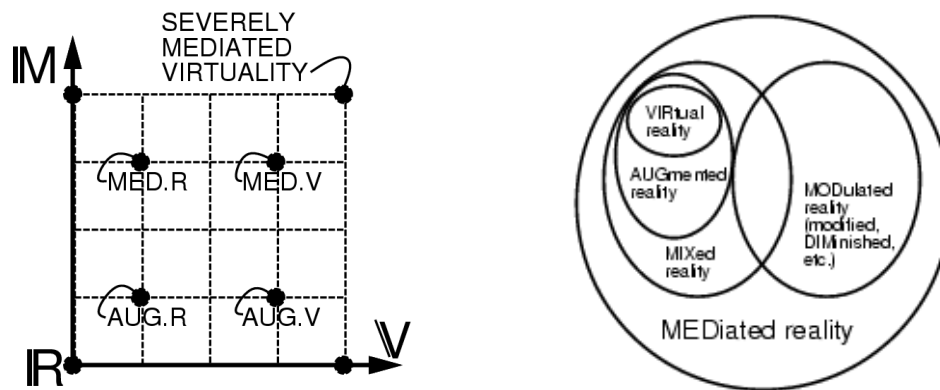 SEVERELY
MEDIATED
VIRTUALITY
M
MED.R
MED.V
AUG.R
AUG.V
R
V
VIRtual
reality
AUGmented
reality
MIXed
reality
MODulated
reality
(modified,
DIMinished,
etc.)
MEDiated reality